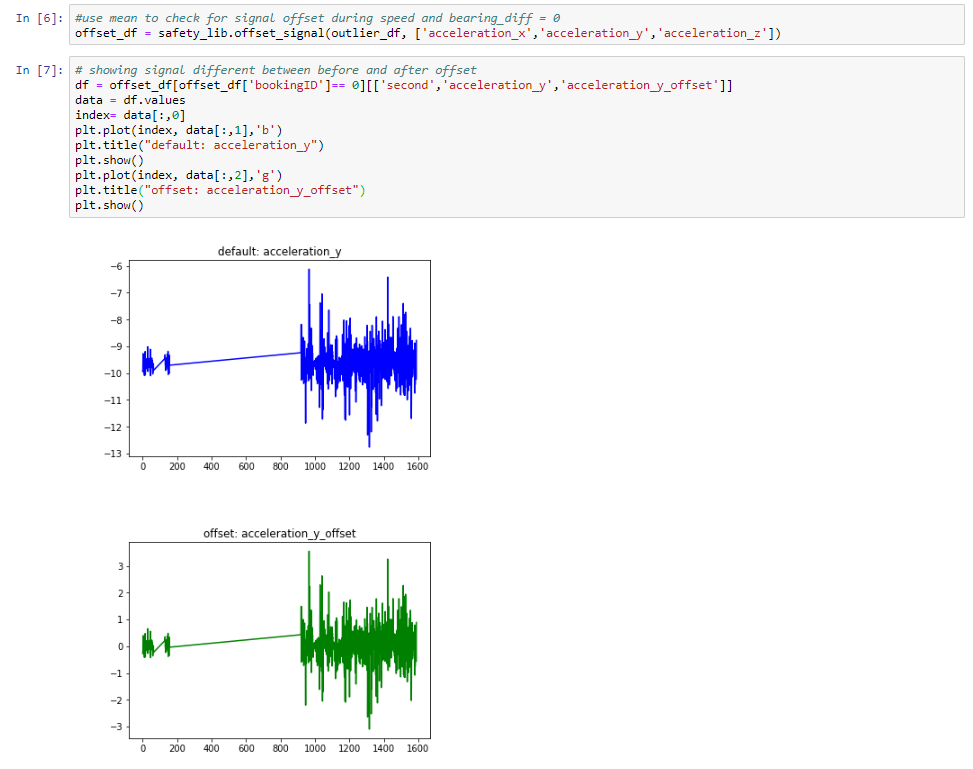 In [6]: #use mean to check for signal offset during speed and bearing_diff = 0
offset_df = safety_lib.offset_signal(outlier_df, ['acceleration_x','acceleration_y','acceleration_z'])
In [7]: # showing signal different between before and after offset
df = offset_df[offset_df['bookingID']== 0][['second','acceleration_y','acceleration_y_offset']]
data = df.values
index= data[:,0]
plt.plot(index, data[:,1],'b')
plt.title("default: acceleration_y")
plt.show()
plt.plot(index, data[:,2],'g')
plt.title("offset: acceleration_y_offset")
plt.show()
default: acceleration_y
−6
−7
−8
−9
−10
−11
−12
−13
0 200 400 600 800 1000 1200 1400 1600
offset: acceleration_y_offset
3
2
1
0
−1
−2
−3
0 200 400 600 800 1000 1200 1400 1600